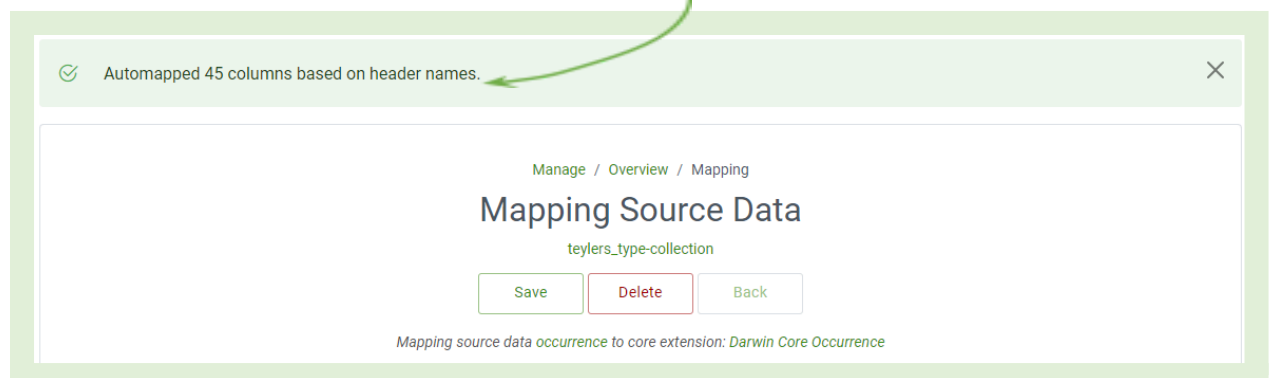 Automapped 45 columns based on header names.
Manage / Overview / Mapping
Mapping Source Data
teylers_type-collection
Save Delete Back
Mapping source data occurrence to core extension: Darwin Core Occurrence